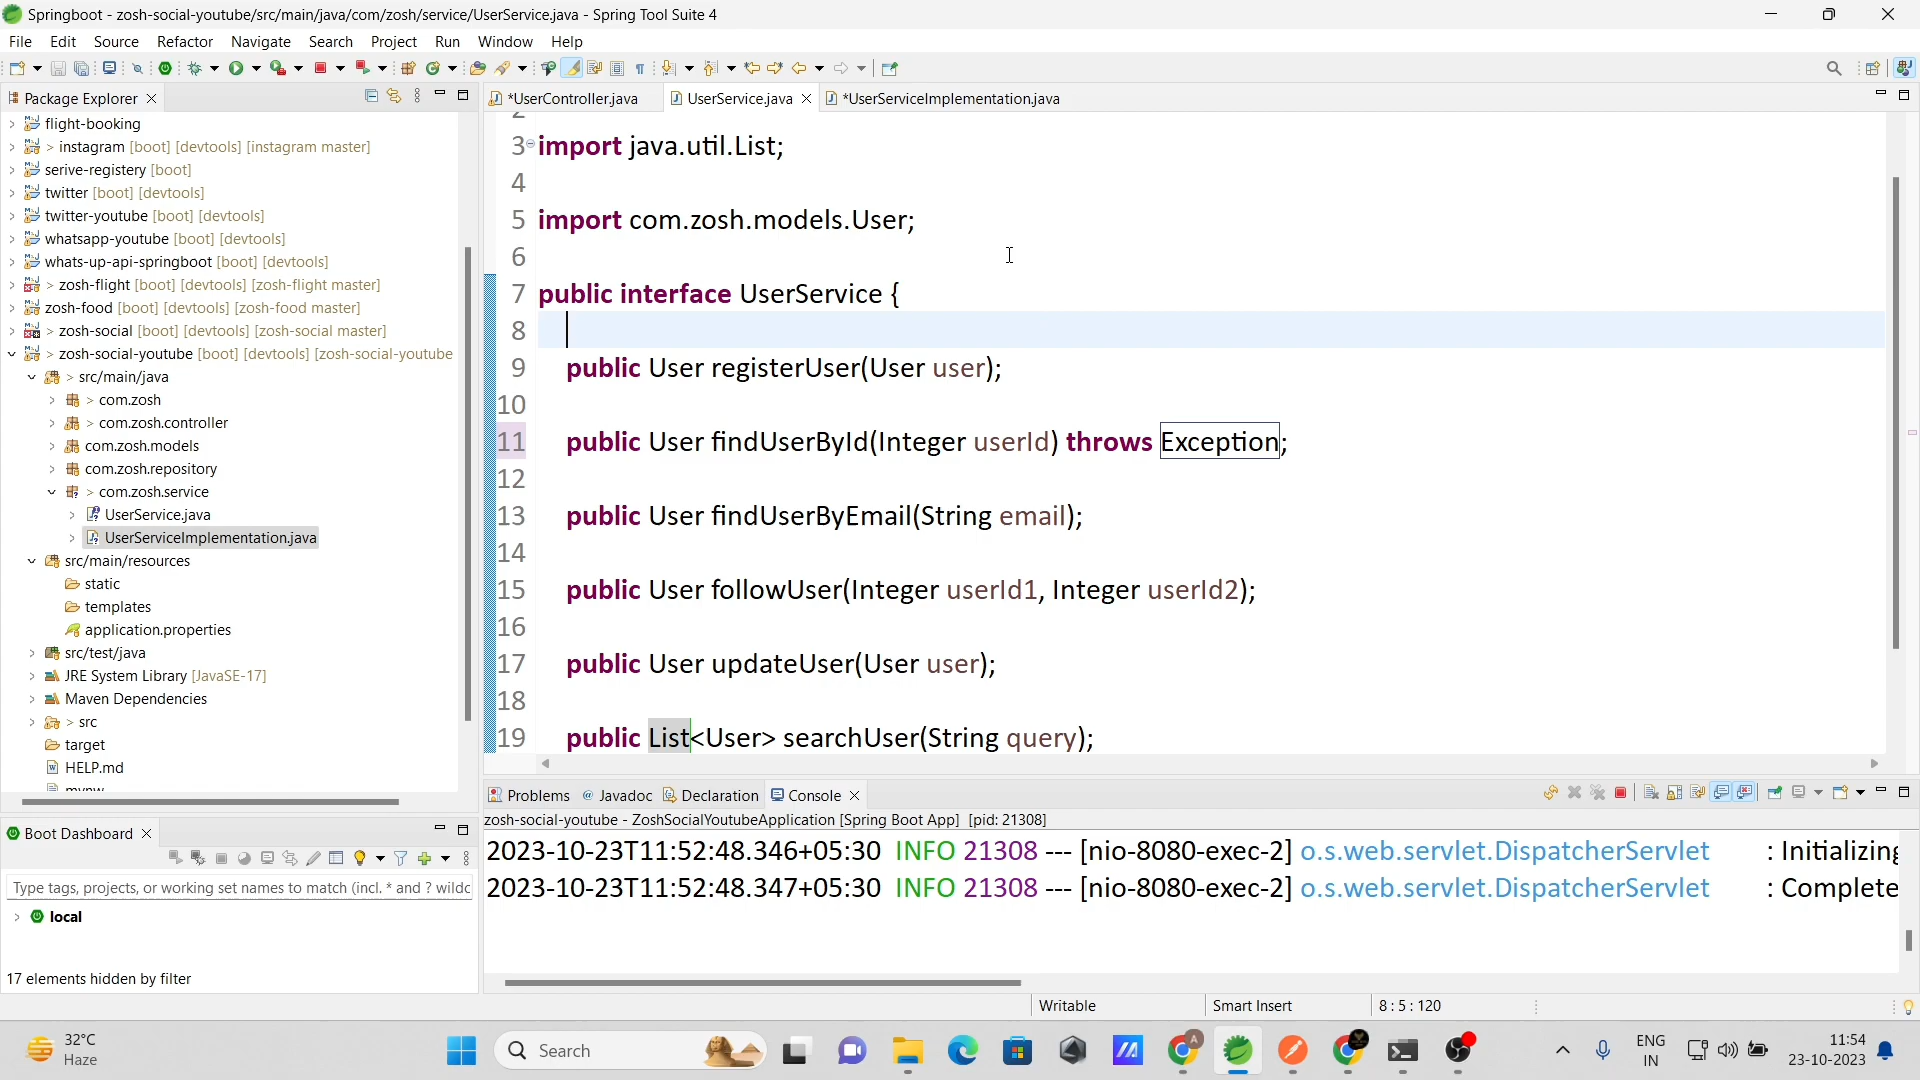 Springboot - zosh-social-youtube/src/main/java/com/zosh/service/UserService.java - Spring Tool Suite 4
File Edit Source Refactor Navigate Search Project Run Window Help
Package Explorer
flight-booking
> instagram [boot] [devtools] [instagram master]
serive-registery [boot]
twitter [boot] [devtools]
twitter-youtube [boot] [devtools]
whatsapp-youtube [boot] [devtools]
whats-up-api-springboot [boot] [devtools]
> zosh-flight [boot] [devtools] [zosh-flight master]
zosh-food [boot] [devtools] [zosh-food master]
> zosh-social [boot] [devtools] [zosh-social master]
> zosh-social-youtube [boot] [devtools] [zosh-social-youtube
> src/main/java
> com.zosh
> com.zosh.controller
com.zosh.models
com.zosh.repository
> com.zosh.service
UserService.java
UserServiceImplementation.java
src/main/resources
static
templates
application.properties
src/test/java
JRE System Library [JavaSE-17]
Maven Dependencies
> src
target
HELP.md
*UserController.java UserService.java *UserServiceImplementation.java
3 import java.util.List;
4
5 import com.zosh.models.User;
6
7 public interface UserService {
8
9 public User registerUser(User user);
10
11 public User findUserById(Integer userId) throws Exception;
12
13 public User findUserByEmail(String email);
14
15 public User followUser(Integer userId1, Integer userId2);
16
17 public User updateUser(User user);
18
19 public List<User> searchUser(String query);
Problems @ Javadoc Declaration Console
zosh-social-youtube - ZoshSocialYoutubeApplication [Spring Boot App] [pid: 21308]
2023-10-23T11:52:48.346+05:30 INFO 21308 --- [nio-8080-exec-2] o.s.web.servlet.DispatcherServlet : Initializing
2023-10-23T11:52:48.347+05:30 INFO 21308 --- [nio-8080-exec-2] o.s.web.servlet.DispatcherServlet : Complete
Boot Dashboard
Type tags, projects, or working set names to match (incl. * and ? wildc
local
17 elements hidden by filter
Writable Smart Insert 8 : 5 : 120
32°C
Haze
Search
ENG
IN
11:54
23-10-2023